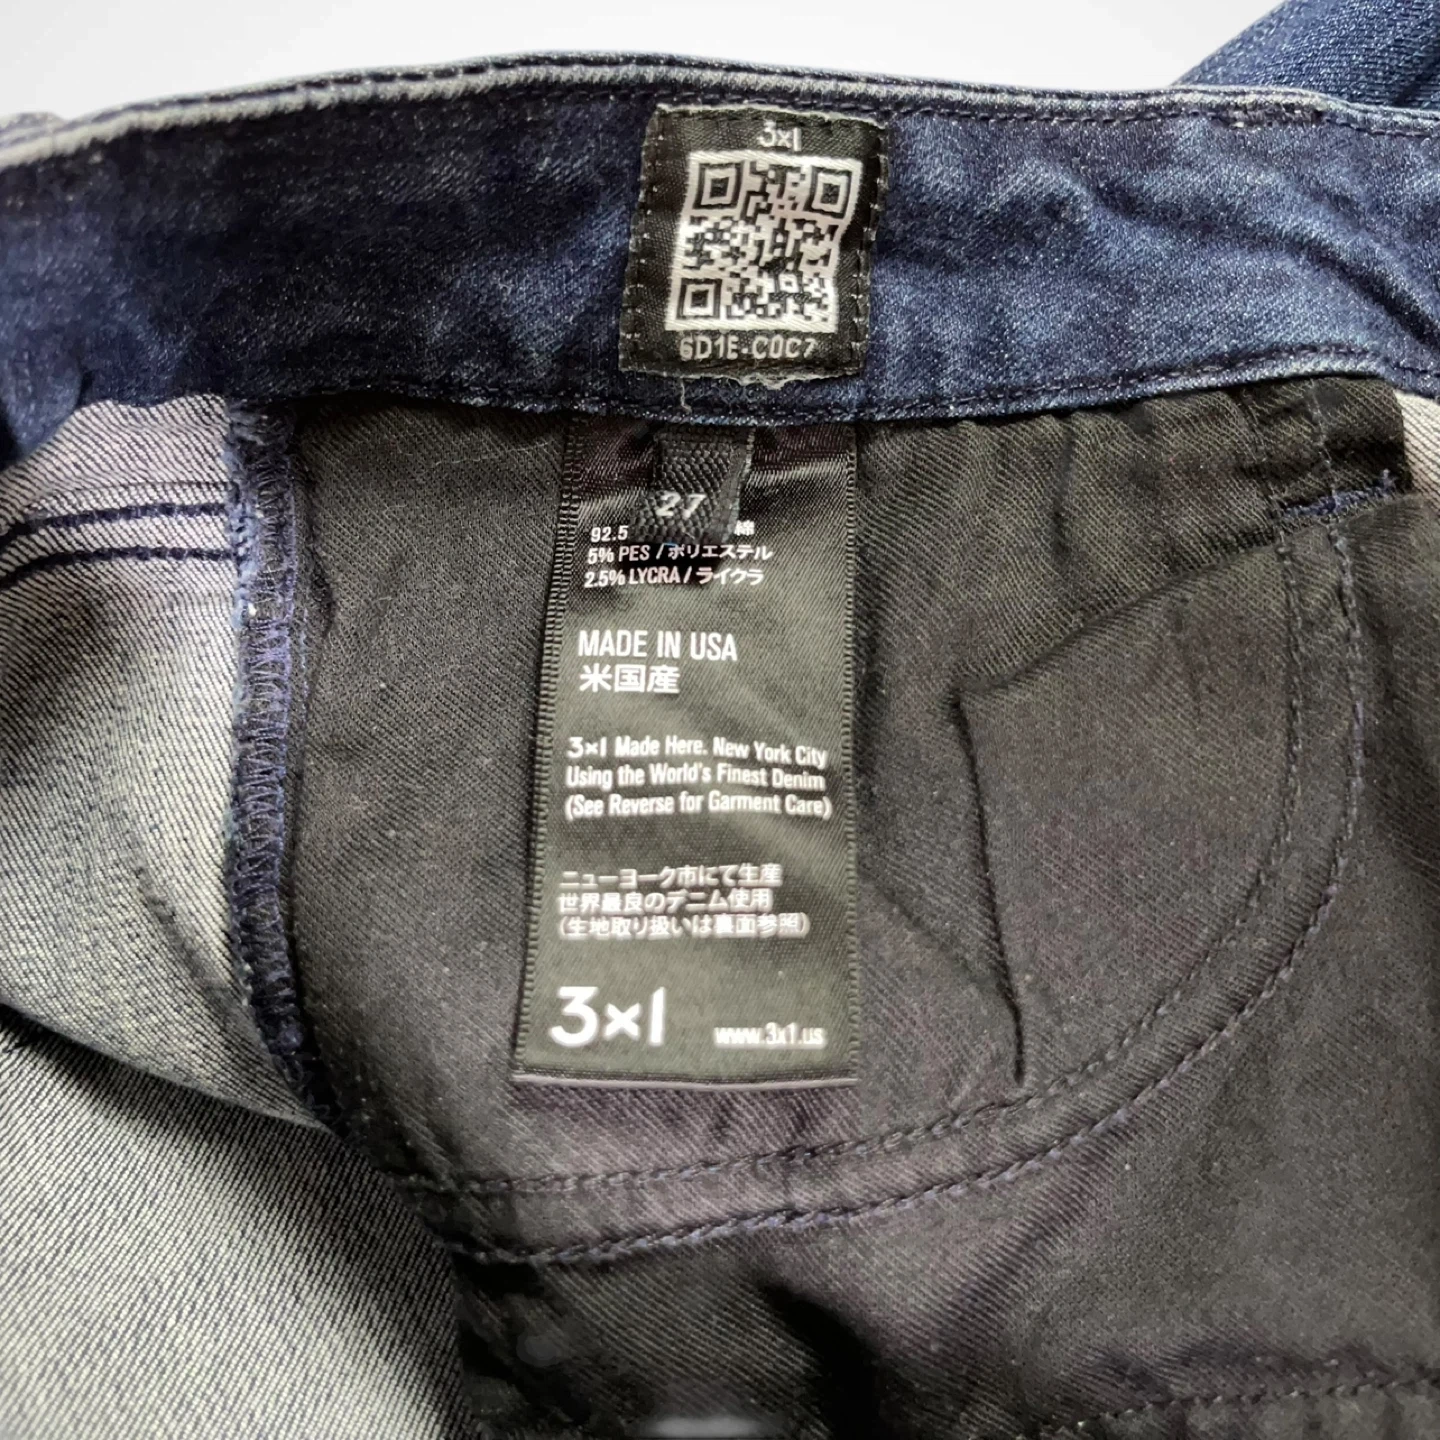 3x1
6D1E-C0C7
27
92.5 綿
5% PES / ポリエステル
2.5% LYCRA / ライクラ
MADE IN USA
米国産
3x1 Made Here. New York City
Using the World's Finest Denim
(See Reverse for Garment Care)
ニューヨーク市にて生産
世界最良のデニム使用
(生地取り扱いは裏面参照)
3x1 www.3x1.us